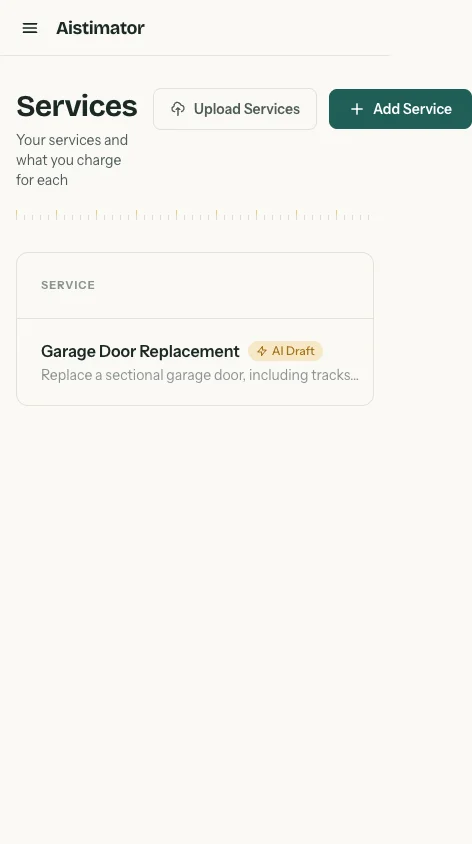 Aistimator
Services
Your services and
what you charge
for each
Upload Services
Add Service
SERVICE
Garage Door Replacement
AI Draft
Replace a sectional garage door, including tracks...